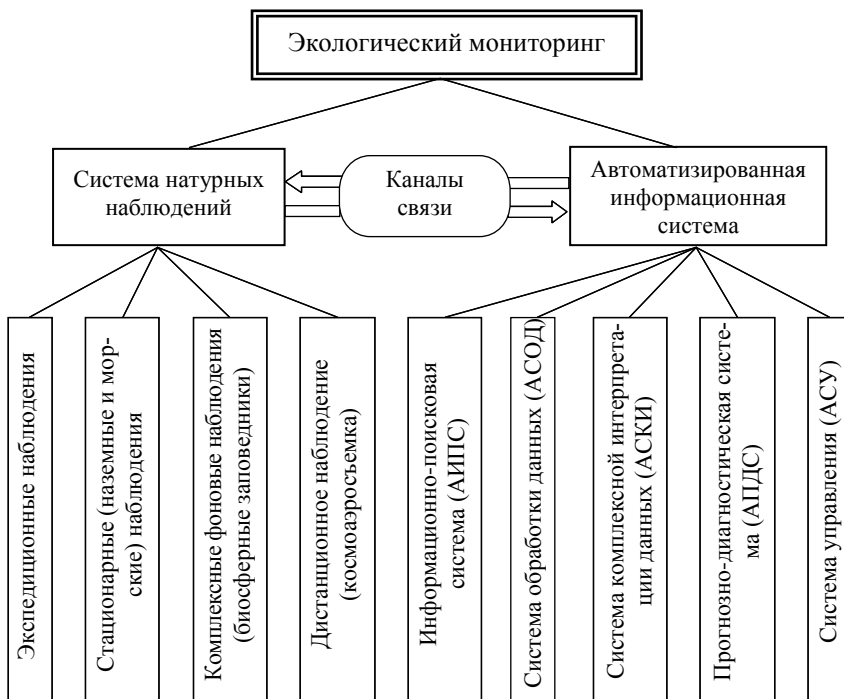 Экологический мониторинг
Система натурных
наблюдений
Каналы
связи
Автоматизированная
информационная
система
Экспедиционные наблюдения
Стационарные (наземные и мор-
ские) наблюдения
Комплексные фоновые наблюдения
(биосферные заповедники)
Дистанционное наблюдение
(космоаэросъемка)
Информационно-поисковая
система (АИПС)
Система обработки данных (АСОД)
Система комплексной интерпрета-
ции данных (АСКИ)
Прогнозно-диагностическая систе-
ма (АПДС)
Система управления (АСУ)